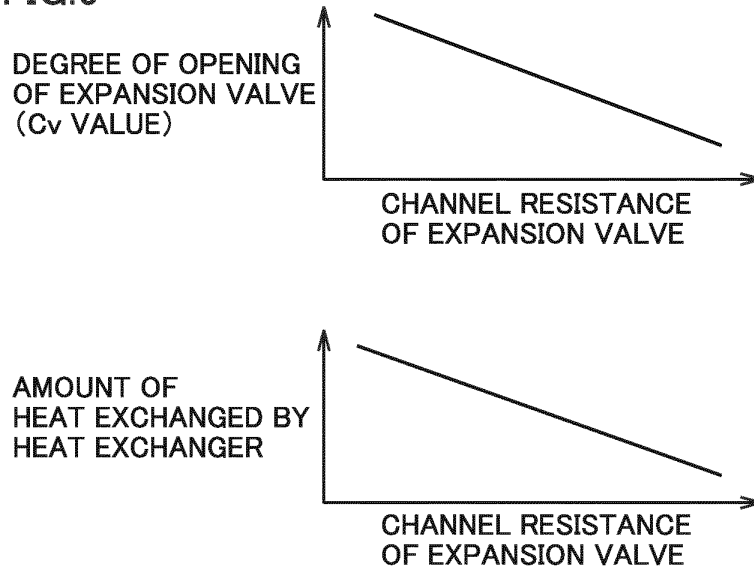 DEGREE OF OPENING
OF EXPANSION VALVE
(Cv VALUE)
CHANNEL RESISTANCE
OF EXPANSION VALVE
AMOUNT OF
HEAT EXCHANGED BY
HEAT EXCHANGER
CHANNEL RESISTANCE
OF EXPANSION VALVE